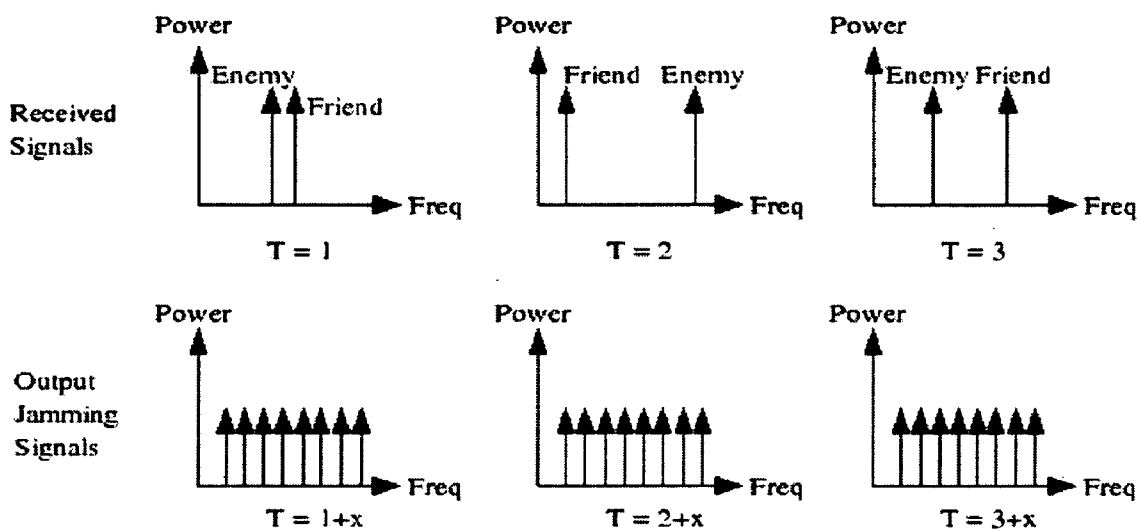 Power Power Power
Enemy Friend Enemy Enemy Friend
Friend
Received
Signals
Freq Freq Freq
T = 1 T = 2 T = 3
Power Power Power
Output
Jamming
Signals
Freq Freq Freq
T = 1+x T = 2+x T = 3+x